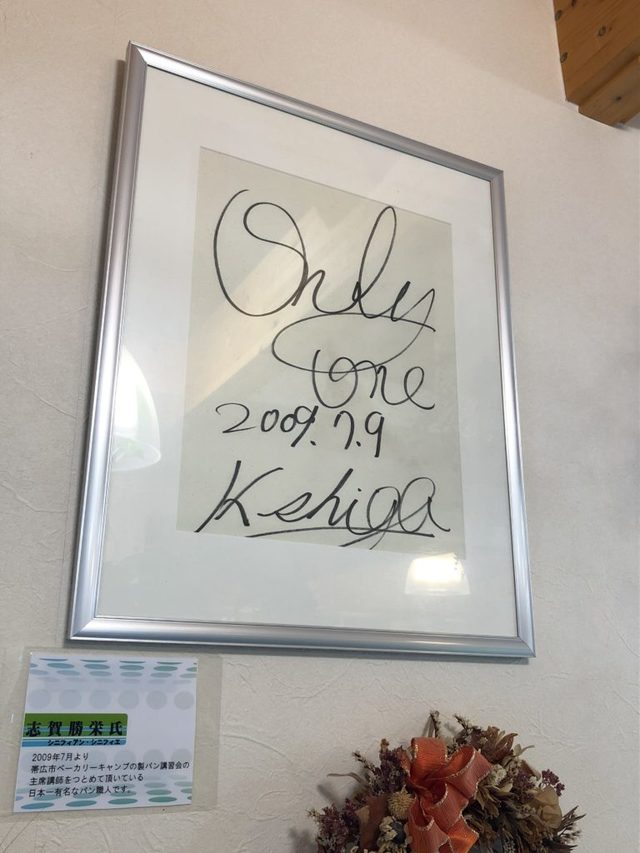 Only
One
2009.7.9
K shiga
志賀勝栄氏
シニフィアン・シニフィエ
2009年7月より
帯広市ベーカリーキャンプの製パン講習会の
主席講師をつとめて頂いている
日本一有名なパン職人です。